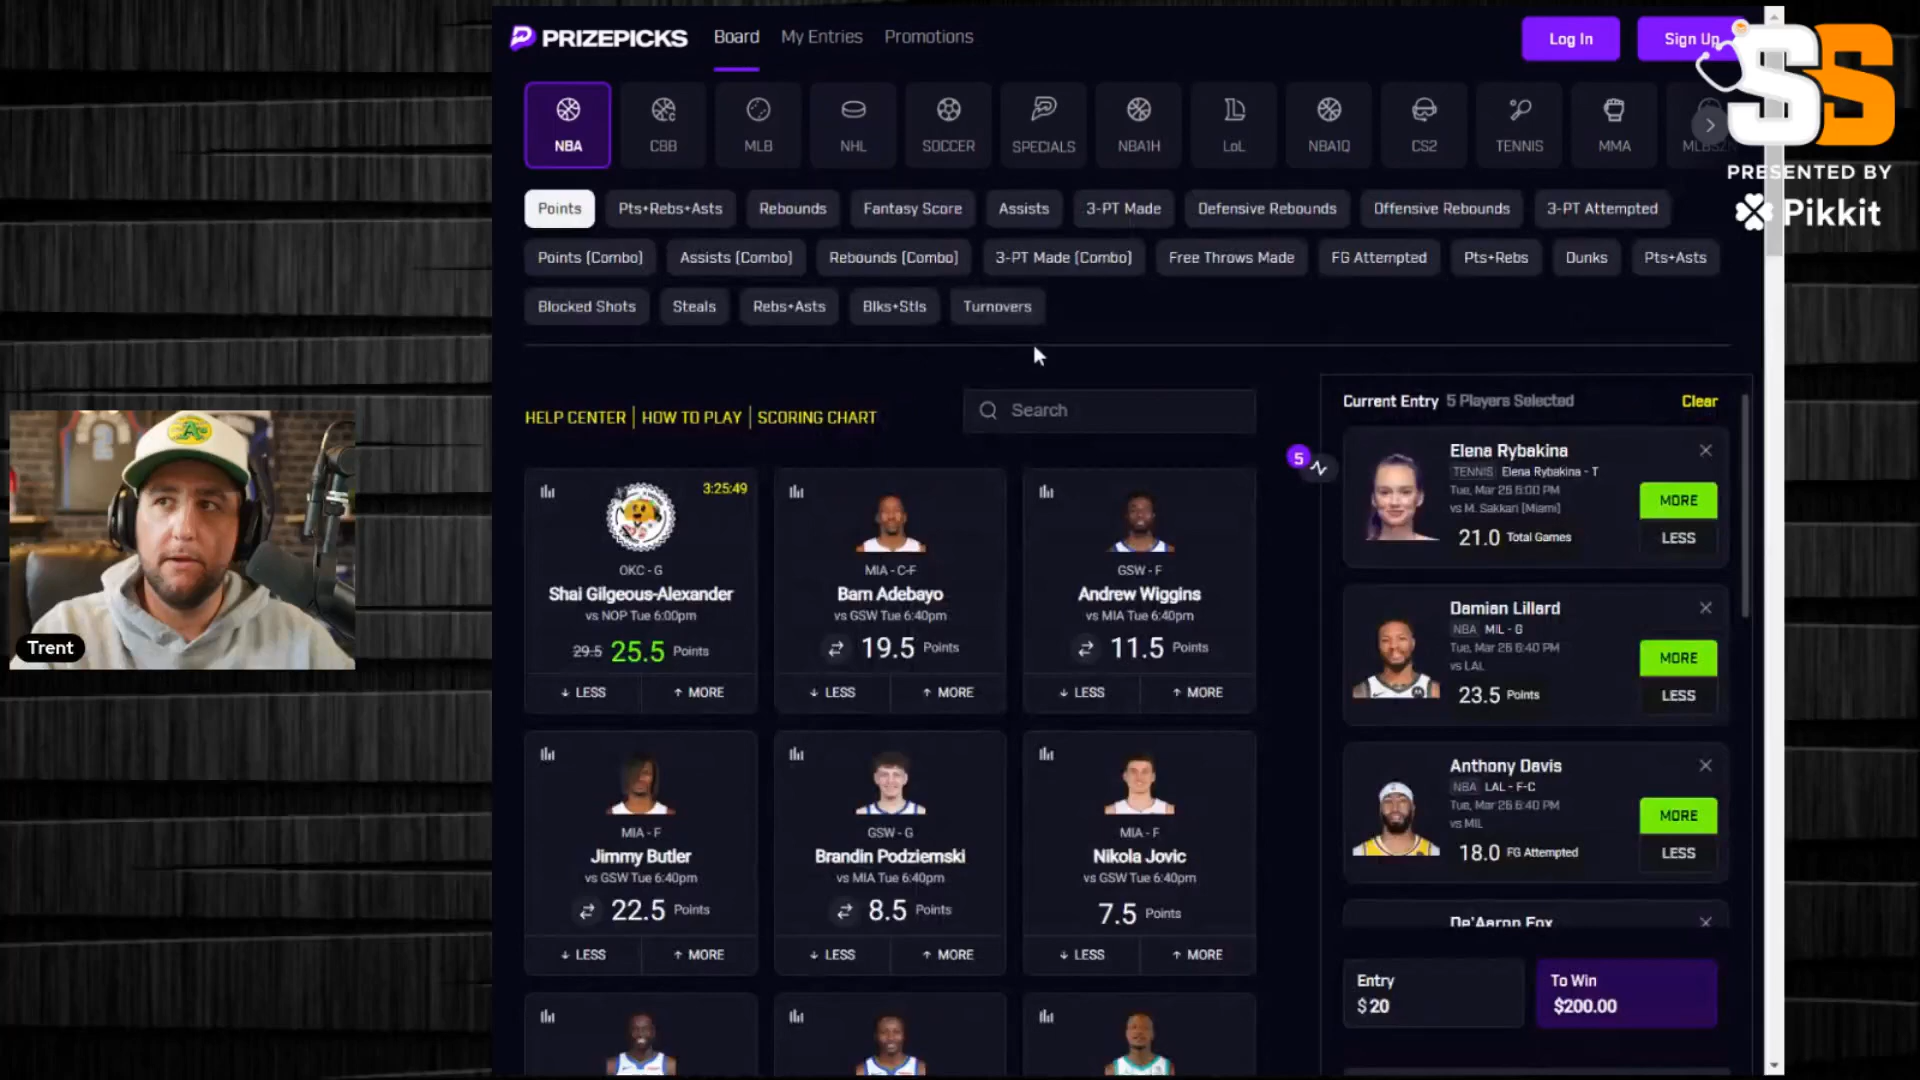 PRIZEPICKS Board My Entries Promotions
Log In Sign Up
SS
PRESENTED BY
Pikkit
NBA CBB MLB NHL SOCCER SPECIALS NBA1H LoL NBA1Q CS2 TENNIS MMA
Points Pts+Rebs+Asts Rebounds Fantasy Score Assists 3-PT Made Defensive Rebounds Offensive Rebounds 3-PT Attempted
Points (Combo) Assists (Combo) Rebounds (Combo) 3-PT Made (Combo) Free Throws Made FG Attempted Pts+Rebs Dunks Pts+Asts
Blocked Shots Steals Rebs+Asts Blks+Stls Turnovers
HELP CENTER | HOW TO PLAY | SCORING CHART
Search
3:25:49
OKC - G
Shai Gilgeous-Alexander
vs NOP Tue 6:00pm
29.5 25.5 Points
↓ LESS ↑ MORE
MIA - C-F
Bam Adebayo
vs GSW Tue 6:40pm
19.5 Points
↓ LESS ↑ MORE
GSW - F
Andrew Wiggins
vs MIA Tue 6:40pm
11.5 Points
↓ LESS ↑ MORE
MIA - F
Jimmy Butler
vs GSW Tue 6:40pm
22.5 Points
↓ LESS ↑ MORE
GSW - G
Brandin Podziemski
vs MIA Tue 6:40pm
8.5 Points
↓ LESS ↑ MORE
MIA - F
Nikola Jovic
vs GSW Tue 6:40pm
7.5 Points
↓ LESS ↑ MORE
5
Current Entry 5 Players Selected Clear
Elena Rybakina
TENNIS Elena Rybakina - T
Tue, Mar 26 6:00 PM
vs M. Sakkari (Miami)
21.0 Total Games
MORE
LESS
Damian Lillard
NBA MIL - G
Tue, Mar 26 6:40 PM
vs LAL
23.5 Points
MORE
LESS
Anthony Davis
NBA LAL - F-C
Tue, Mar 26 6:40 PM
vs MIL
18.0 FG Attempted
MORE
LESS
De'Aaron Fox
Entry
$ 20
To Win
$200.00
A's
Trent